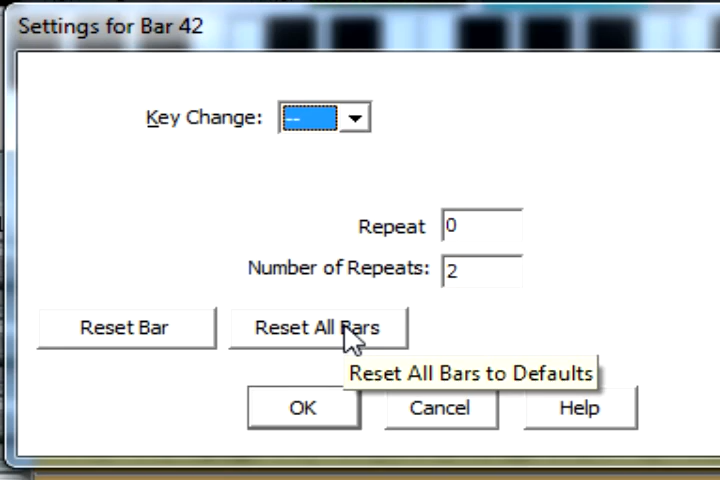 Settings for Bar 42
Key Change: --
Repeat 0
Number of Repeats: 2
Reset Bar Reset All Bars
Reset All Bars to Defaults
OK Cancel Help